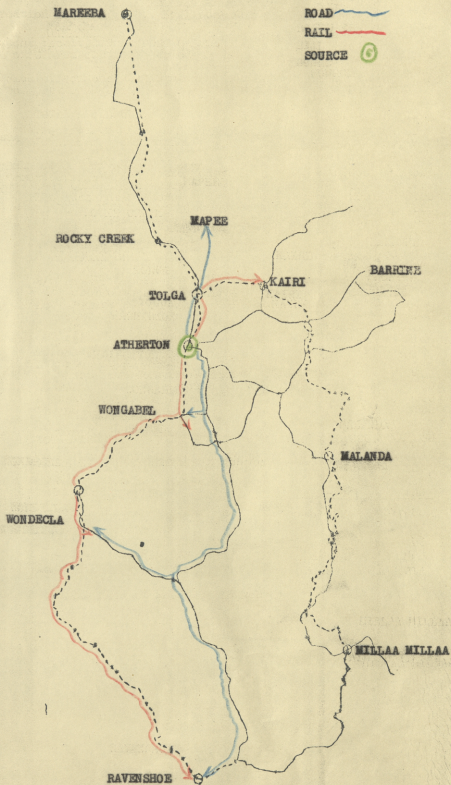 MAREEBA
ROAD
RAIL
SOURCE
MAPEE
ROCKY CREEK
KAIRI
BARRINE
TOLGA
ATHERTON
WONGABEL
MALANDA
WONDECLA
MILLAA MILLAA
RAVENSHOE